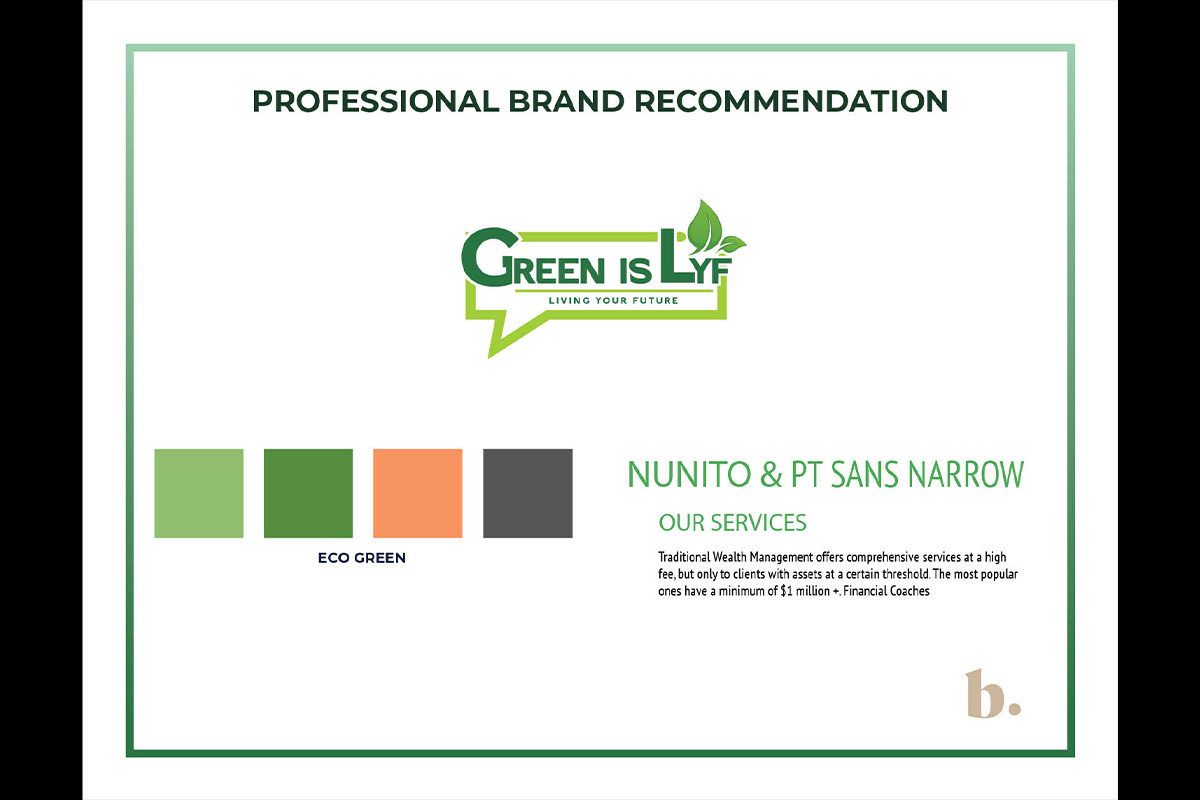 PROFESSIONAL BRAND RECOMMENDATION
GREEN IS LYF
LIVING YOUR FUTURE
ECO GREEN
NUNITO & PT SANS NARROW
OUR SERVICES
Traditional Wealth Management offers comprehensive services at a high
fee, but only to clients with assets at a certain threshold. The most popular
ones have a minimum of $1 million +. Financial Coaches
b.